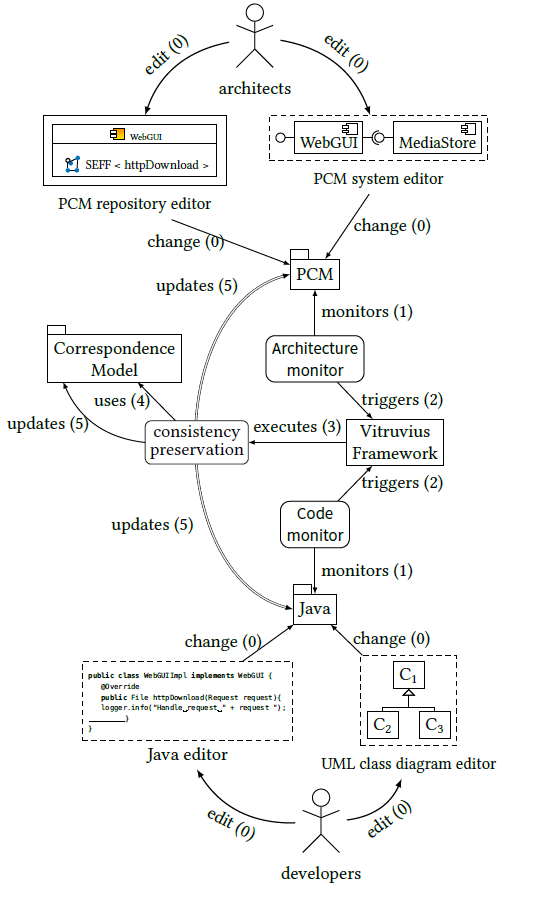 edit (0)
edit (0)
architects
WebGUI
SEFF < httpDownload >
WebGUI
MediaStore
PCM repository editor
PCM system editor
change (0)
change (0)
PCM
updates (5)
monitors (1)
Correspondence
Model
Architecture
monitor
uses (4)
triggers (2)
updates (5)
consistency
preservation
executes (3)
Vitruvius
Framework
triggers (2)
Code
monitor
updates (5)
monitors (1)
Java
change (0)
change (0)
public class WebGUIImpl implements WebGUI {
@Override
public File httpDownload(Request request){
logger.info("Handle␣request␣" + request ");
}
}
C1
C2
C3
Java editor
UML class diagram editor
edit (0)
edit (0)
developers